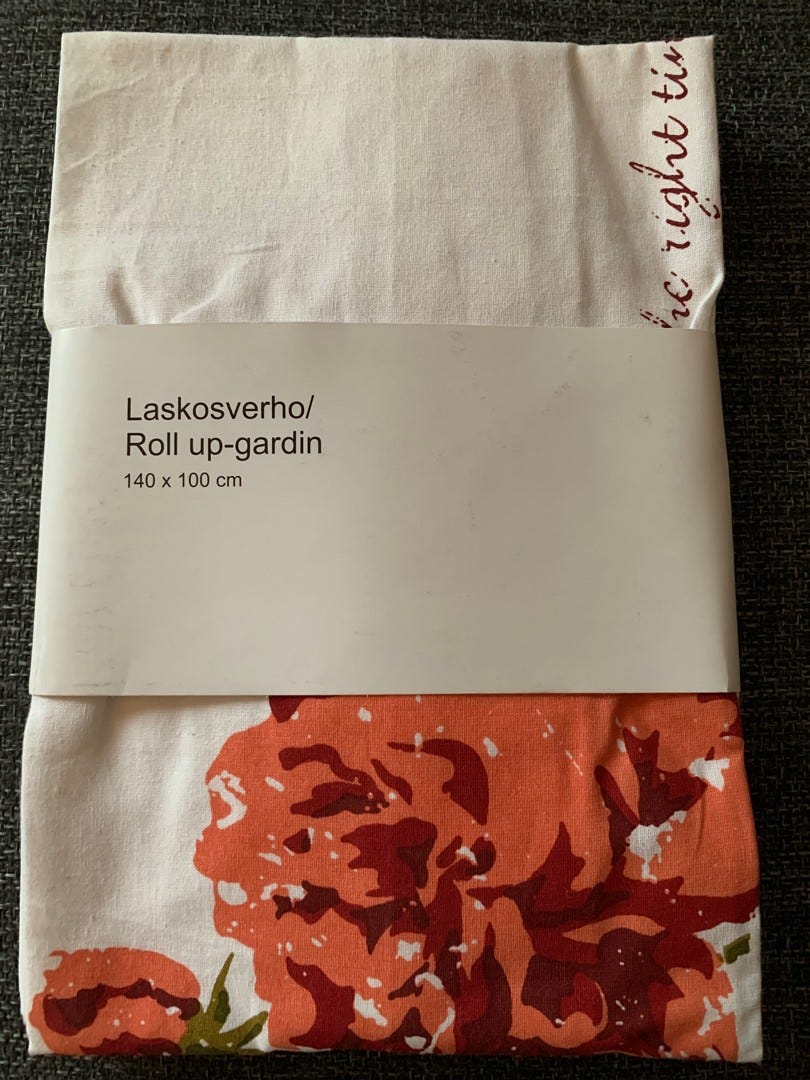 right
Laskosverho/
Roll up-gardin
140 x 100 cm